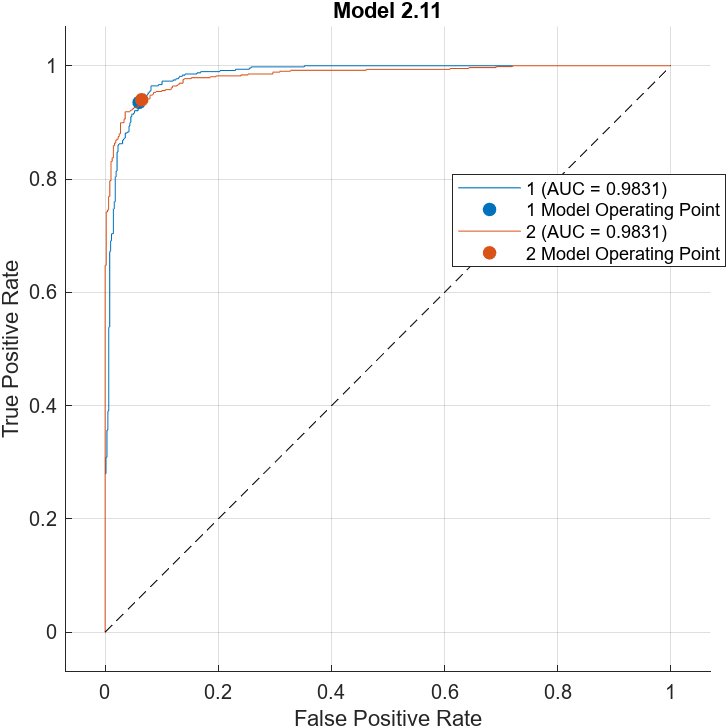 Model 2.11
1
0.8
0.6
0.4
0.2
0
True Positive Rate
1 (AUC = 0.9831)
1 Model Operating Point
2 (AUC = 0.9831)
2 Model Operating Point
0 0.2 0.4 0.6 0.8 1
False Positive Rate